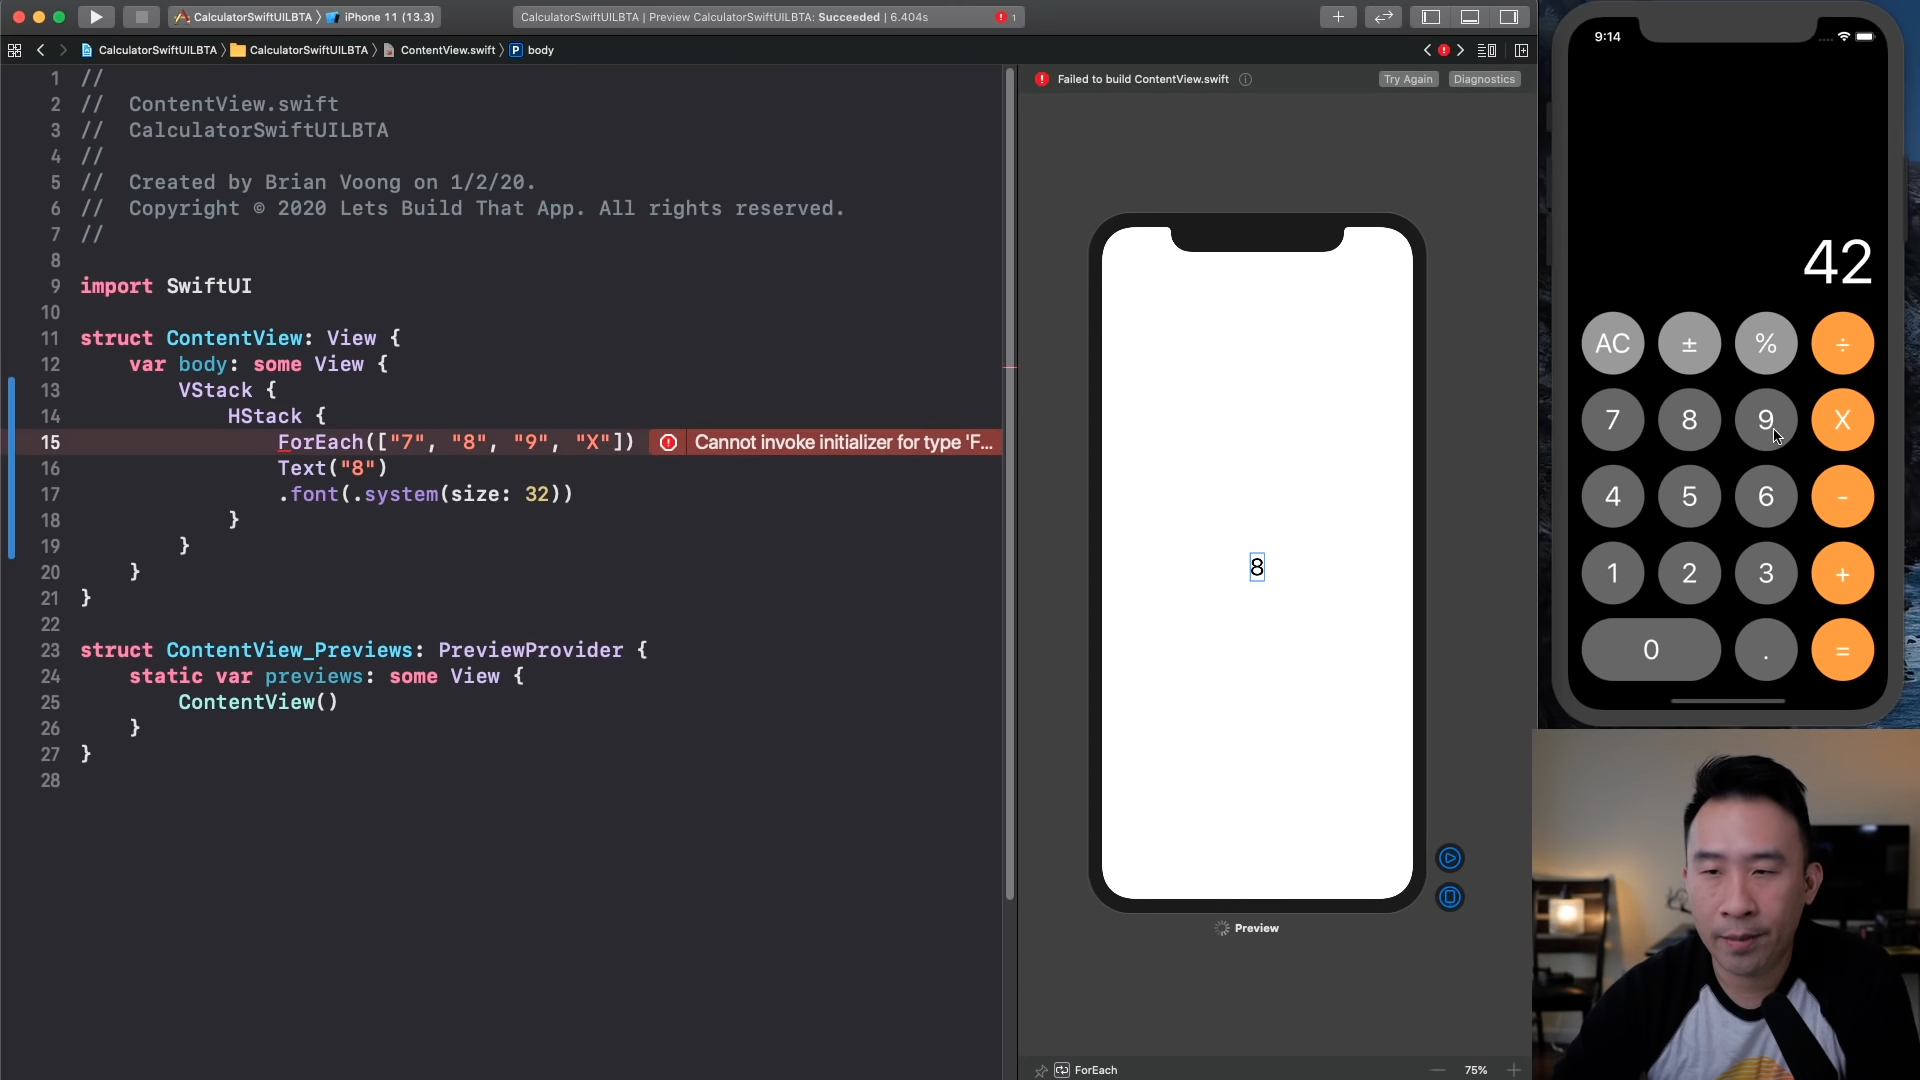 CalculatorSwiftUILBTA
iPhone 11 (13.3)
CalculatorSwiftUILBTA | Preview CalculatorSwiftUILBTA: Succeeded | 6.404s
1
CalculatorSwiftUILBTA
CalculatorSwiftUILBTA
ContentView.swift
P body
1 //
2 //  ContentView.swift
3 //  CalculatorSwiftUILBTA
4 //
5 //  Created by Brian Voong on 1/2/20.
6 //  Copyright © 2020 Lets Build That App. All rights reserved.
7 //
8
9 import SwiftUI
10
11 struct ContentView: View {
12     var body: some View {
13         VStack {
14             HStack {
15                 ForEach(["7", "8", "9", "X"])
Cannot invoke initializer for type 'F...
16                 Text("8")
17                 .font(.system(size: 32))
18             }
19         }
20     }
21 }
22
23 struct ContentView_Previews: PreviewProvider {
24     static var previews: some View {
25         ContentView()
26     }
27 }
28
Failed to build ContentView.swift
Try Again
Diagnostics
8
Preview
ForEach
75%
9:14
42
AC ± % ÷
7 8 9 X
4 5 6 -
1 2 3 +
0 . =